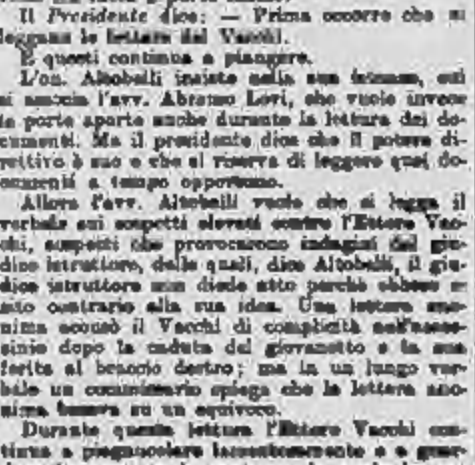 Il Presidente dice: — Prima occorre che si
leggano le lettere del Vecchi.
E questi continua a piangere.
L'on. Altobelli insiste nella sua istanza, cui
si associa l'avv. Abramo Levi, che vuole invece
le porte aperte anche durante la lettura dei do-
cumenti. Ma il presidente dice che il potere di-
rettivo è suo e che si riserva di leggere quei do-
cumenti a tempo opportuno.
Allora l'avv. Altobelli vuole che si legga il
verbale sui sospetti elevati contro l'Ettore Vec-
chi, sospetti che provocarono indagini del giu-
dice istruttore, delle quali, dice Altobelli, il giu-
dice istruttore non diede atto perchè ebbero
contrario alla sua idea. Una lettera ano-
nima accusò il Vecchi di complicità nell'assas-
sinio dopo la caduta del giovanetto e la sua
ferita al braccio destro; ma in un lungo ver-
bale un commissario spiega che la lettera ano-
nima basava su un equivoco.
Durante questa lettura l'Ettore Vecchi con-
tinua a piagnucolare e a